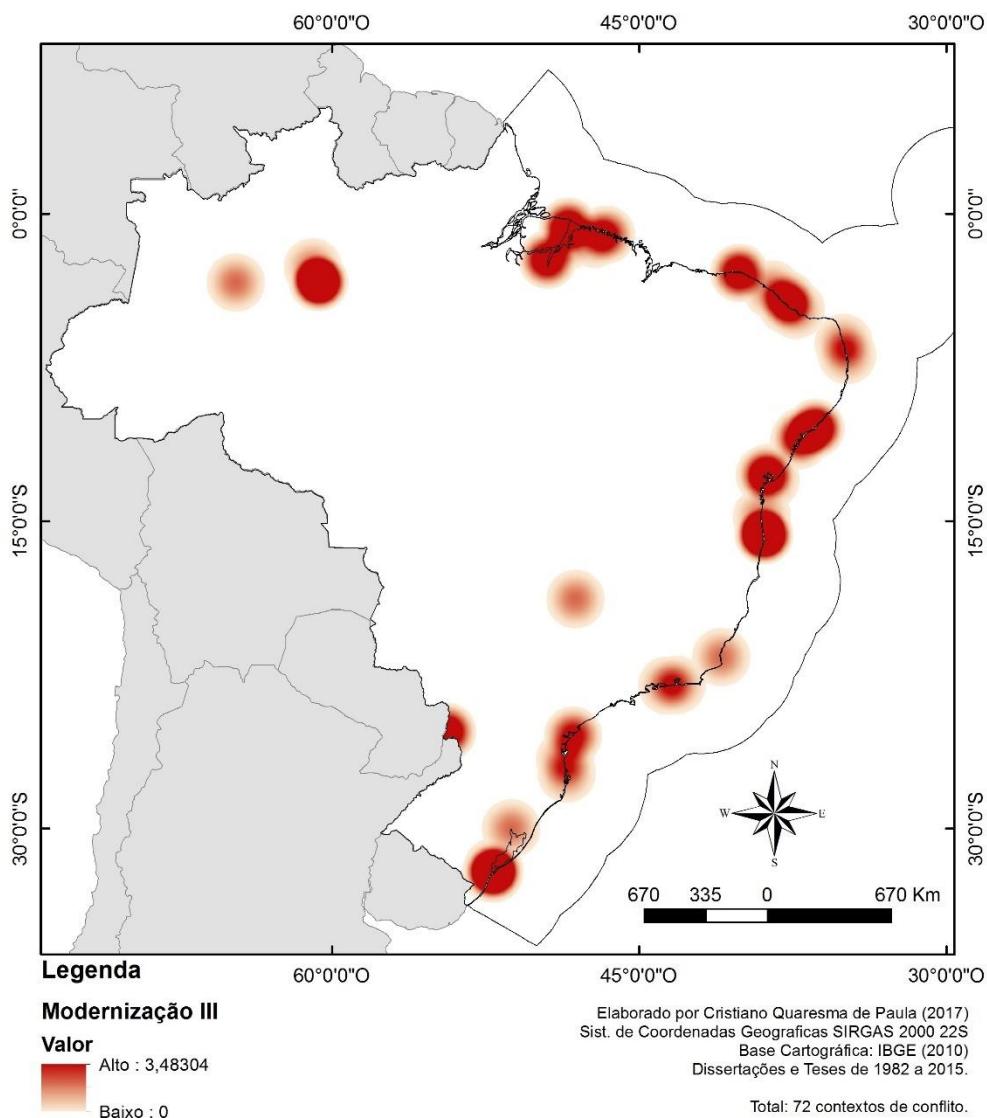 60°0'0"O 45°0'0"O 30°0'0"O
0°0'0"
0°0'0"
15°0'0"S
15°0'0"S
30°0'0"S
30°0'0"S
N
W E
S
670 335 0 670 Km
60°0'0"O 45°0'0"O 30°0'0"O
Legenda
Modernização III
Valor
Alto : 3,48304
Baixo : 0
Elaborado por Cristiano Quaresma de Paula (2017)
Sist. de Coordenadas Geograficas SIRGAS 2000 22S
Base Cartográfica: IBGE (2010)
Dissertações e Teses de 1982 a 2015.
Total: 72 contextos de conflito.